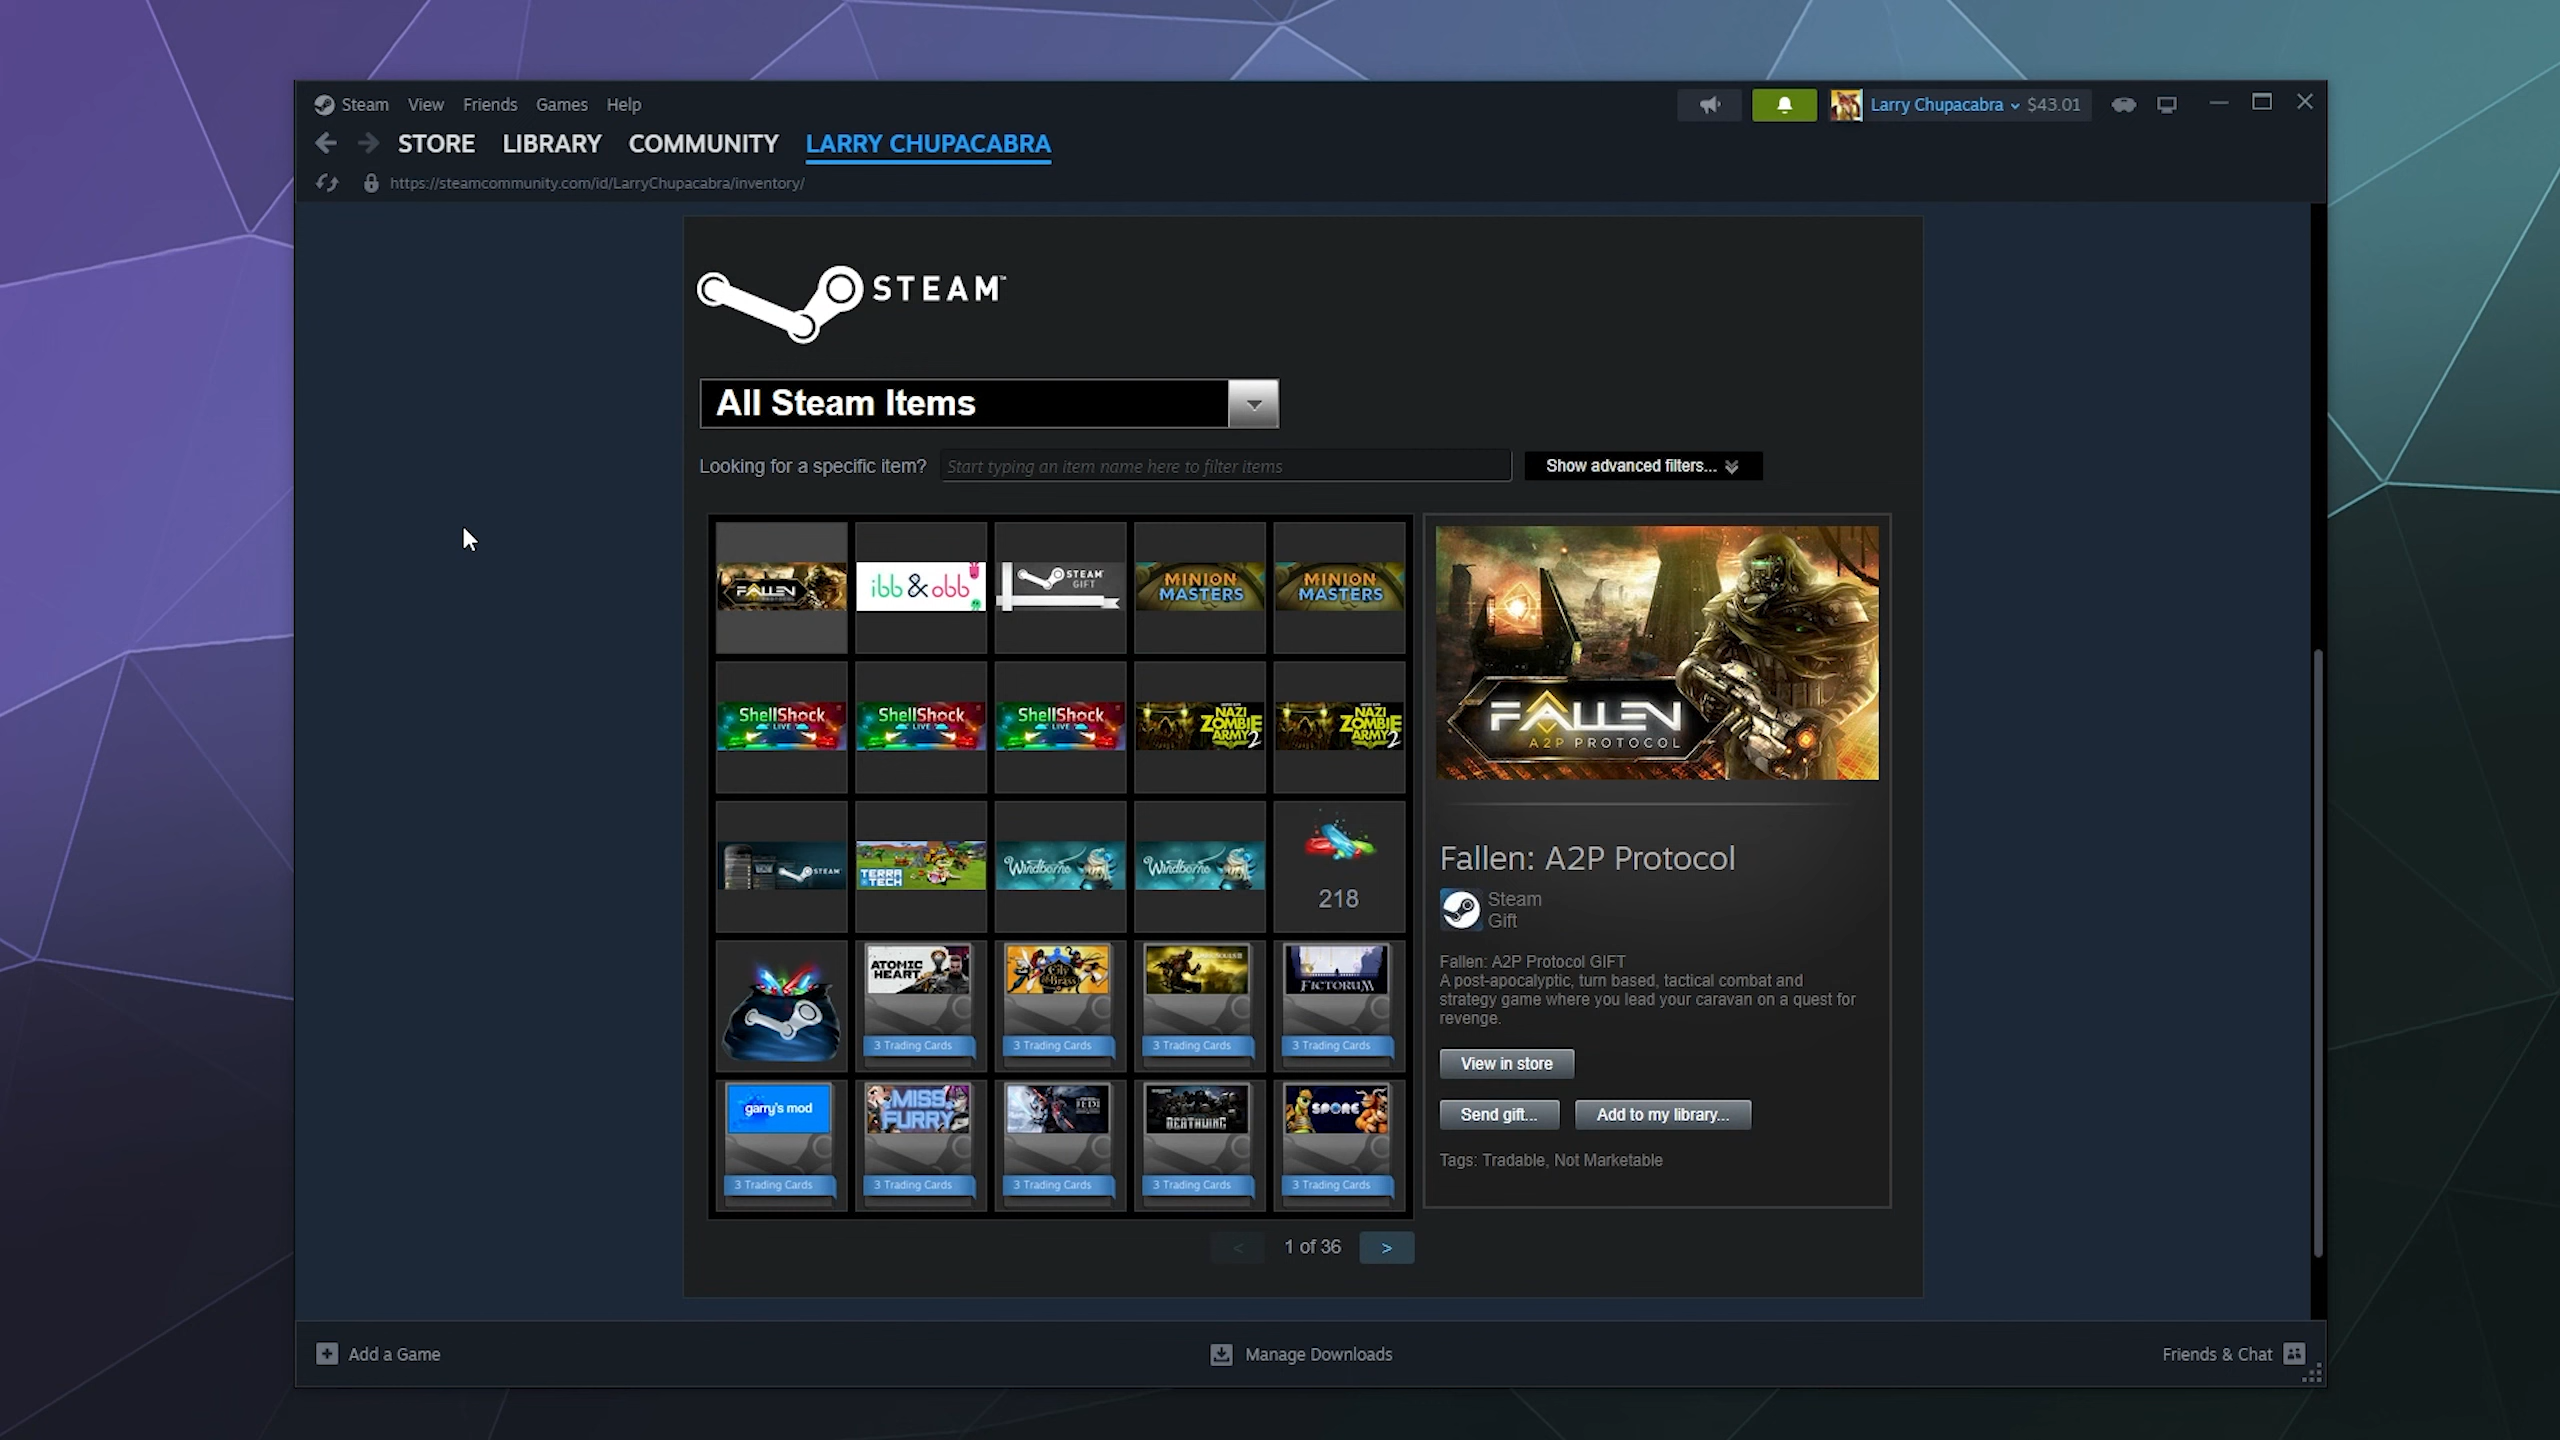 Steam View Friends Games Help
Larry Chupacabra $43.01
STORE LIBRARY COMMUNITY LARRY CHUPACABRA
https://steamcommunity.com/id/LarryChupacabra/inventory/
STEAM™
All Steam Items
Looking for a specific item? Start typing an item name here to filter items Show advanced filters...
FALLEN
ibb & obb
STEAM GIFT
MINION MASTERS
MINION MASTERS
ShellShock LIVE
ShellShock LIVE
ShellShock LIVE
NAZI ZOMBIE ARMY 2
NAZI ZOMBIE ARMY 2
STEAM
TERRA TECH
Windborne
Windborne
218
ATOMIC HEART
3 Trading Cards
City of Brass
3 Trading Cards
3 Trading Cards
FICTORUM
3 Trading Cards
garry's mod
3 Trading Cards
MISS FURRY
3 Trading Cards
JEDI
3 Trading Cards
DEATHWING
3 Trading Cards
SPORE
3 Trading Cards
FALLEN
A2P PROTOCOL
Fallen: A2P Protocol
Steam
Gift
Fallen: A2P Protocol GIFT
A post-apocalyptic, turn based, tactical combat and
strategy game where you lead your caravan on a quest for
revenge.
View in store
Send gift... Add to my library...
Tags: Tradable, Not Marketable
< 1 of 36 >
Add a Game Manage Downloads Friends & Chat